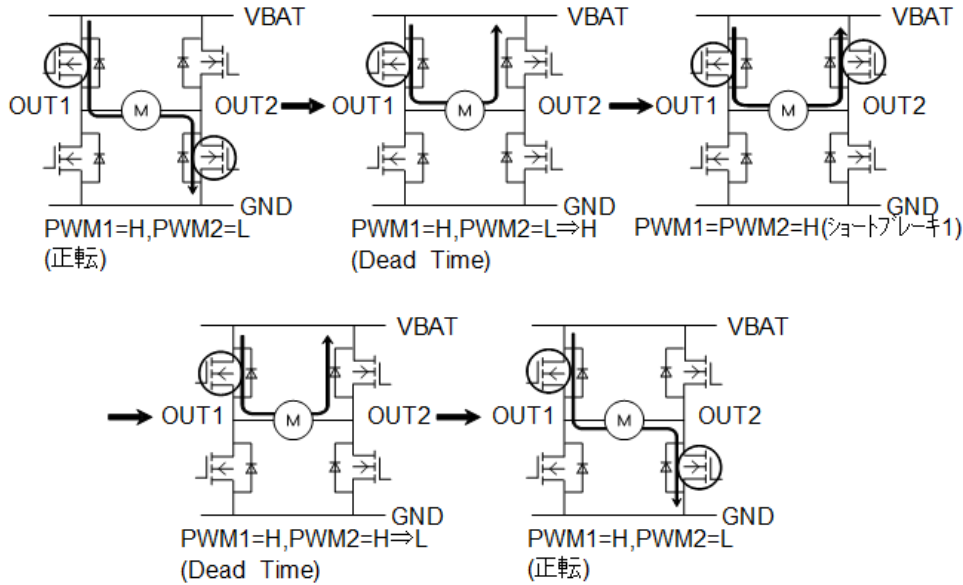 VBAT
OUT1 M OUT2
GND
PWM1=H,PWM2=L
(正転)
VBAT
OUT1 M OUT2
GND
PWM1=H,PWM2=L⇒H
(Dead Time)
VBAT
OUT1 M OUT2
GND
PWM1=PWM2=H(ショートブレーキ1)
VBAT
OUT1 M OUT2
GND
PWM1=H,PWM2=H⇒L
(Dead Time)
VBAT
OUT1 M OUT2
GND
PWM1=H,PWM2=L
(正転)